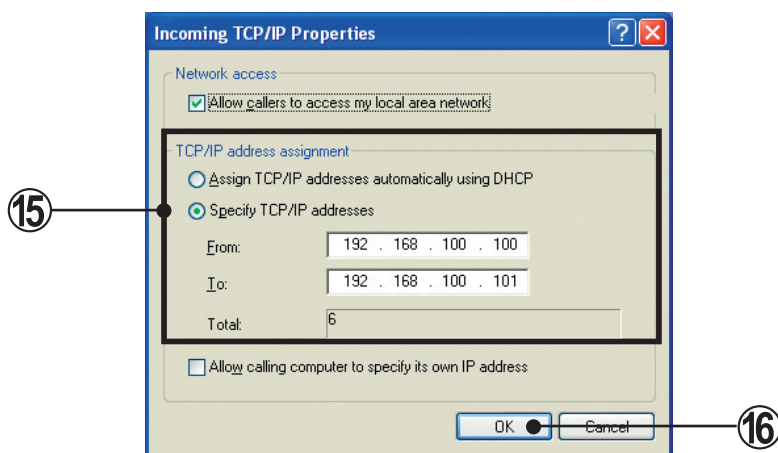 Incoming TCP/IP Properties
Network access
Allow callers to access my local area network
TCP/IP address assignment
Assign TCP/IP addresses automatically using DHCP
15
Specify TCP/IP addresses
From: 192 . 168 . 100 . 100
To: 192 . 168 . 100 . 101
Total: 6
Allow calling computer to specify its own IP address
OK Cancel
16